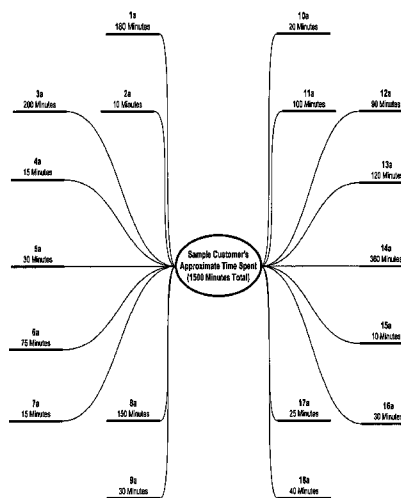 1a
180 Minutes
10a
20 Minutes
3a
200 Minutes
2a
10 Minutes
11a
100 Minutes
12a
90 Minutes
4a
15 Minutes
13a
120 Minutes
5a
30 Minutes
Sample Customer's
Approximate Time Spent
(1500 Minutes Total)
14a
360 Minutes
6a
75 Minutes
15a
10 Minutes
7a
15 Minutes
8a
150 Minutes
17a
25 Minutes
16a
30 Minutes
9a
30 Minutes
18a
40 Minutes